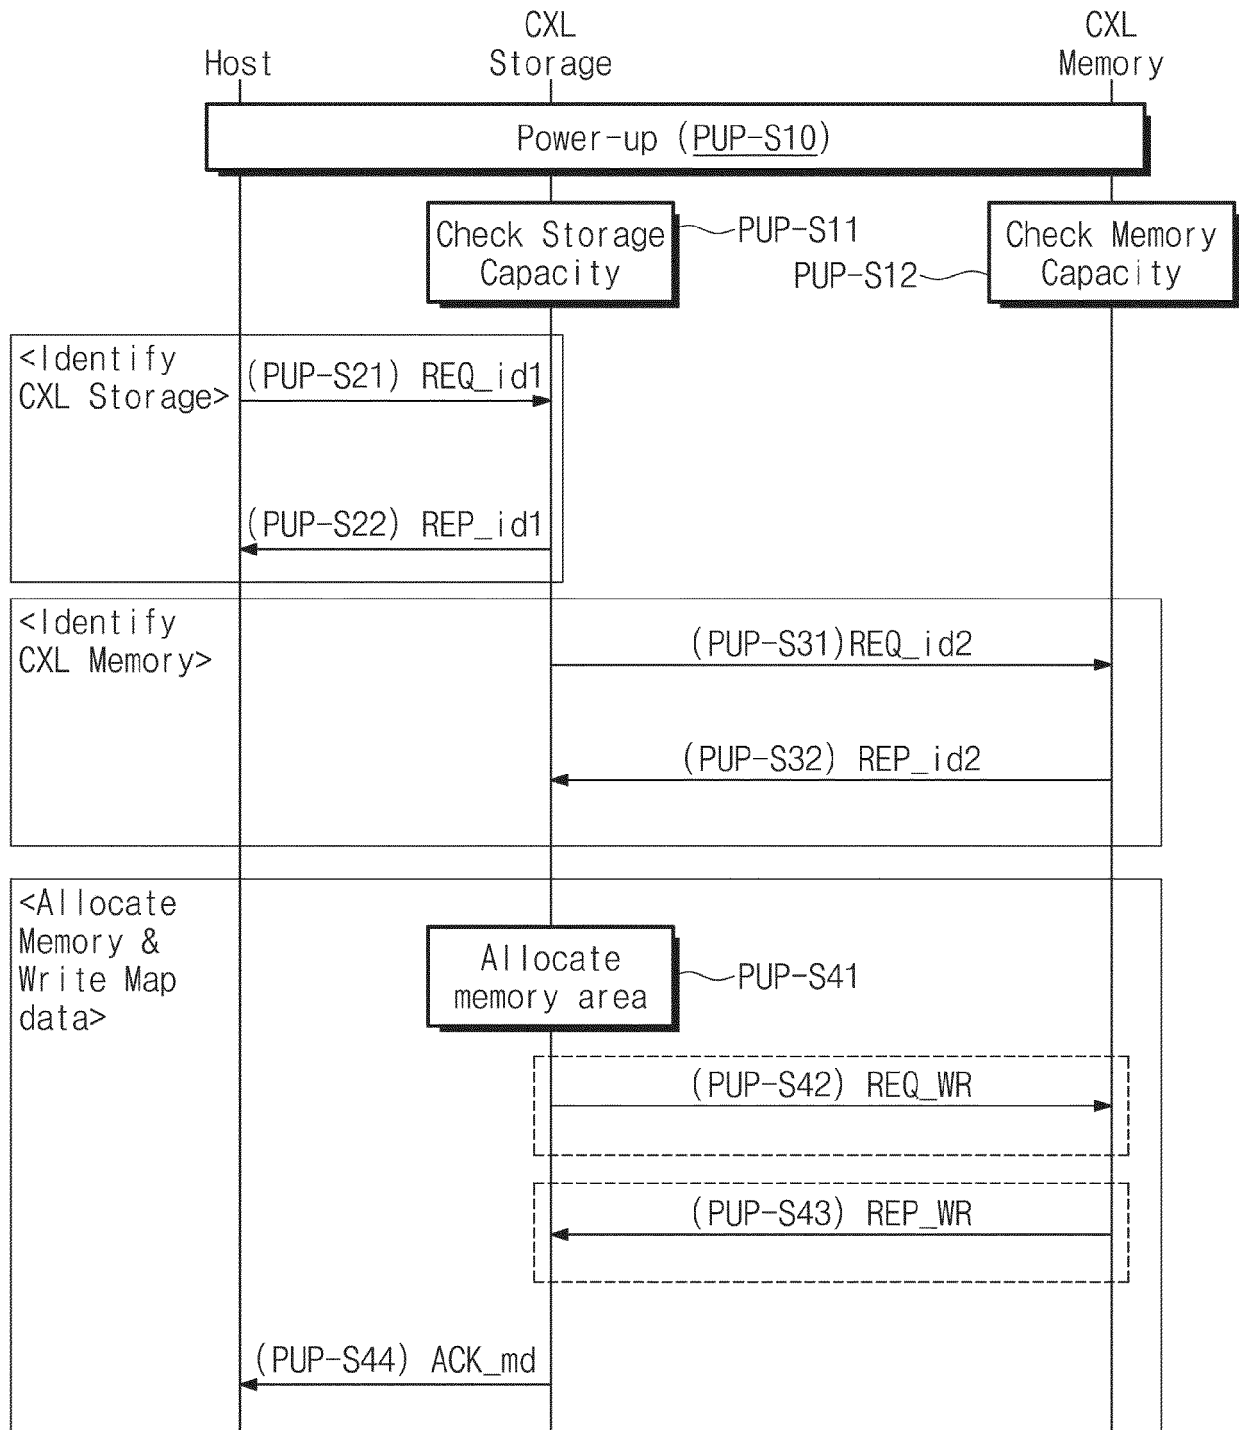 Host
CXL
Storage
CXL
Memory
Power-up (PUP-S10)
Check Storage
Capacity
PUP-S11
PUP-S12
Check Memory
Capacity
<Identify
CXL Storage>
(PUP-S21) REQ_id1
(PUP-S22) REP_id1
<Identify
CXL Memory>
(PUP-S31)REQ_id2
(PUP-S32) REP_id2
<Allocate
Memory &
Write Map
data>
Allocate
memory area
PUP-S41
(PUP-S42) REQ_WR
(PUP-S43) REP_WR
(PUP-S44) ACK_md